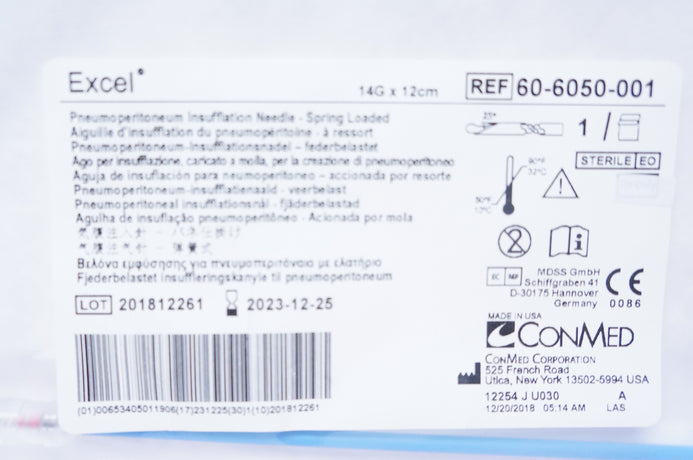 Excel®
14G x 12cm
REF 60-6050-001
Pneumoperitoneum Insufflation Needle - Spring Loaded
Aiguille d'insufflation du pneumopéritoine - à ressort
Pneumoperitoneum-Insufflationsnadel – federbelastet
Ago per insufflazione, caricato a molla, per la creazione di pneumoperitoneo
Aguja de insuflación para neumoperitoneo – accionada por resorte
Pneumoperitoneum-insufflatienaald - veerbelast
Pneumoperitoneal insufflationsnål - fjäderbelastad
Agulha de insuflação pneumoperitôneo - Acionada por mola
Βελόνα εμφύσησης για πνευμοπεριτόναιο με ελατήριο
Fjederbelastet insuffleringskanyle til pneumoperitoneum
LOT 201812261 2023-12-25
(01)00653405011906(17)231225(30)1(10)201812261
1 /
STERILE EO
90°F
32°C
50°F
MDSS GmbH
Schiffgraben 41
D-30175 Hannover
Germany
CE
0086
MADE IN USA
CONMED
CONMED CORPORATION
525 French Road
Utica, New York 13502-5994 USA
12254 J U030 A
12/20/2018 05:14 AM LAS